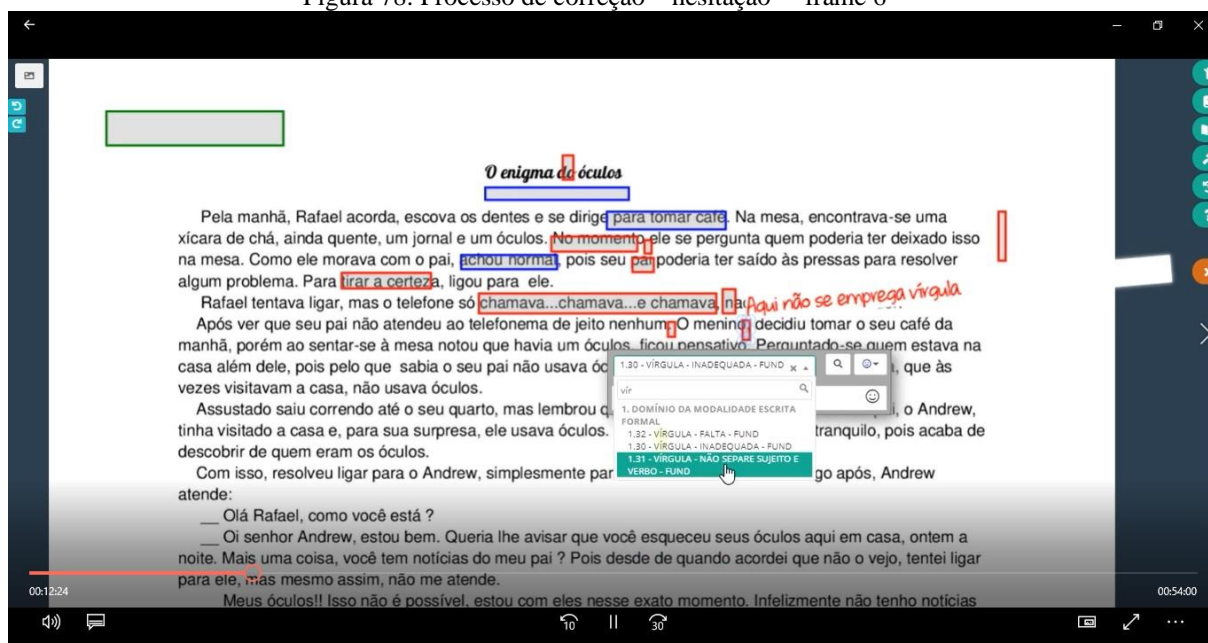 Figura 78: Processo de correção – hesitação – frame 6
O enigma do óculos
Pela manhã, Rafael acorda, escova os dentes e se dirige para tomar café. Na mesa, encontrava-se uma
xícara de chá, ainda quente, um jornal e um óculos. No momento ele se pergunta quem poderia ter deixado isso
na mesa. Como ele morava com o pai, achou normal, pois seu pai poderia ter saído às pressas para resolver
algum problema. Para tirar a certeza, ligou para ele.
Rafael tentava ligar, mas o telefone só chamava...chamava...e chamava,
Aqui não se emprega vírgula
Após ver que seu pai não atendeu ao telefonema de jeito nenhum. O menino, decidiu tomar o seu café da
manhã, porém ao sentar-se à mesa notou que havia um óculos, ficou pensativo. Perguntado-se quem estava na
casa além dele, pois pelo que sabia o seu pai não usava , que às
vezes visitavam a casa, não usava óculos.
Assustado saiu correndo até o seu quarto, mas lembrou , o Andrew,
tinha visitado a casa e, para sua surpresa, ele usava óculos. tranquilo, pois acaba de
descobrir de quem eram os óculos.
Com isso, resolveu ligar para o Andrew, simplesmente go após, Andrew
atende:
__ Olá Rafael, como você está ?
__ Oi senhor Andrew, estou bem. Queria lhe avisar que você esqueceu seus óculos aqui em casa, ontem a
noite. Mais uma coisa, você tem notícias do meu pai ? Pois desde de quando acordei que não o vejo, tentei ligar
para ele, mas mesmo assim, não me atende.
Meus óculos!! Isso não é possível, estou com eles nesse exato momento. Infelizmente não tenho notícias
1.30 - VÍRGULA - INADEQUADA - FUND
vír
1. DOMÍNIO DA MODALIDADE ESCRITA
FORMAL
1.32 - VÍRGULA - FALTA - FUND
1.30 - VÍRGULA - INADEQUADA - FUND
1.31 - VÍRGULA - NÃO SEPARE SUJEITO E
VERBO - FUND
00:12:24
00:54:00
10
30